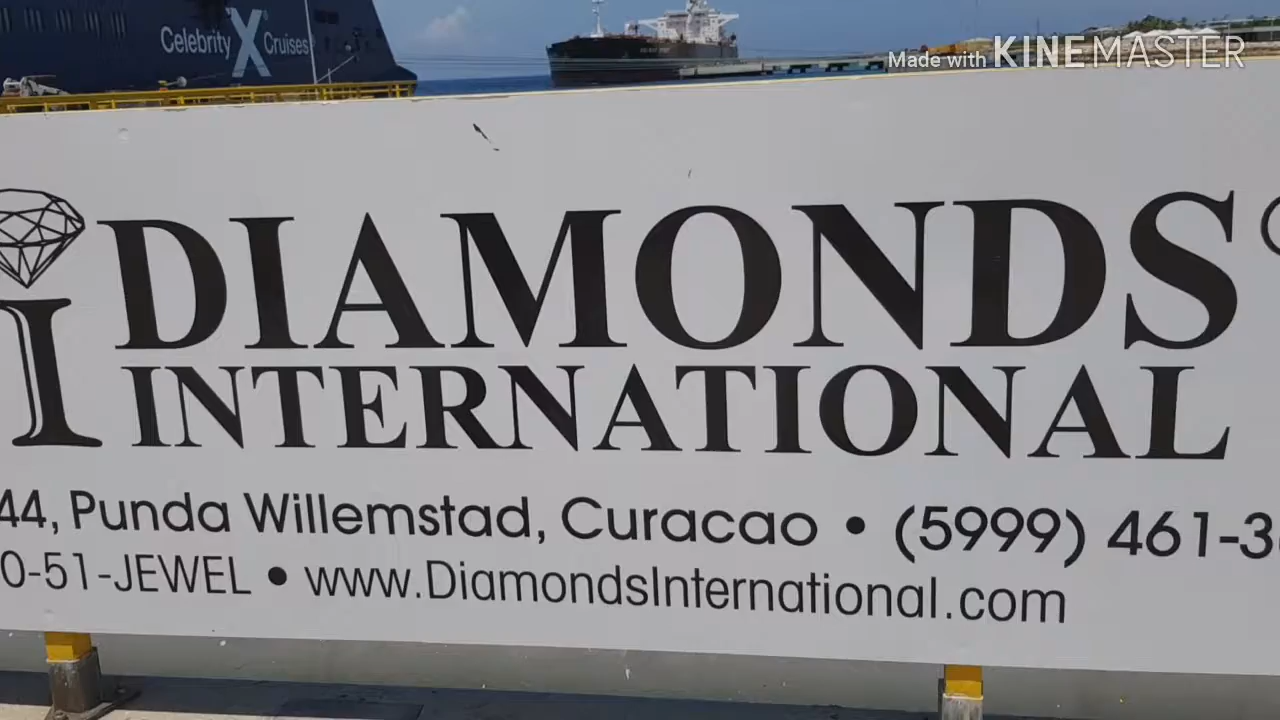 Celebrity X Cruises
Made with KINEMASTER
DIAMONDS
INTERNATIONAL
44, Punda Willemstad, Curacao • (5999) 461-3
0-51-JEWEL • www.DiamondsInternational.com